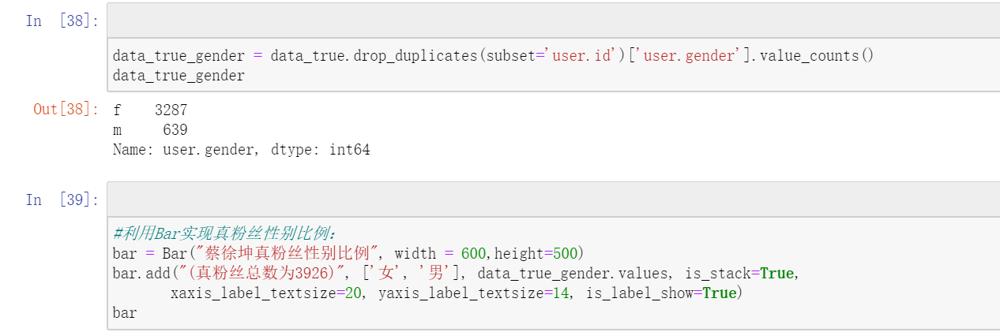 In [38]:
data_true_gender = data_true.drop_duplicates(subset='user.id')['user.gender'].value_counts()
data_true_gender
Out[38]: f    3287
m     639
Name: user.gender, dtype: int64
In [39]:
#利用Bar实现真粉丝性别比例:
bar = Bar("蔡徐坤真粉丝性别比例", width = 600,height=500)
bar.add("(真粉丝总数为3926)", ['女', '男'], data_true_gender.values, is_stack=True,
       xaxis_label_textsize=20, yaxis_label_textsize=14, is_label_show=True)
bar